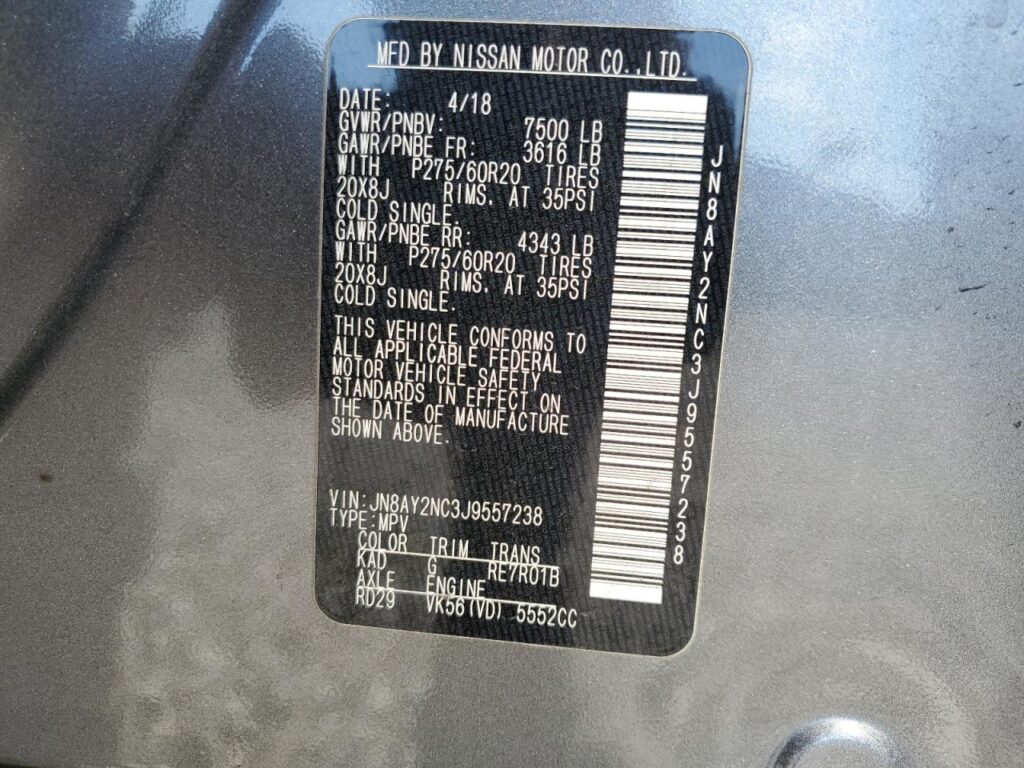 MFD BY NISSAN MOTOR CO.,LTD.
DATE: 4/18
GVWR/PNBV: 7500 LB
GAWR/PNBE FR: 3616 LB
WITH P275/60R20 TIRES
20X8J RIMS. AT 35PSI
COLD SINGLE.
GAWR/PNBE RR: 4343 LB
WITH P275/60R20 TIRES
20X8J RIMS. AT 35PSI
COLD SINGLE.
THIS VEHICLE CONFORMS TO
ALL APPLICABLE FEDERAL
MOTOR VEHICLE SAFETY
STANDARDS IN EFFECT ON
THE DATE OF MANUFACTURE
SHOWN ABOVE.
VIN:JN8AY2NC3J9557238
TYPE:MPV
COLOR TRIM TRANS
KAD G RE7R01B
AXLE ENGINE
RD29 VK56(VD) 5552CC
JN8AY2NC3J9557238